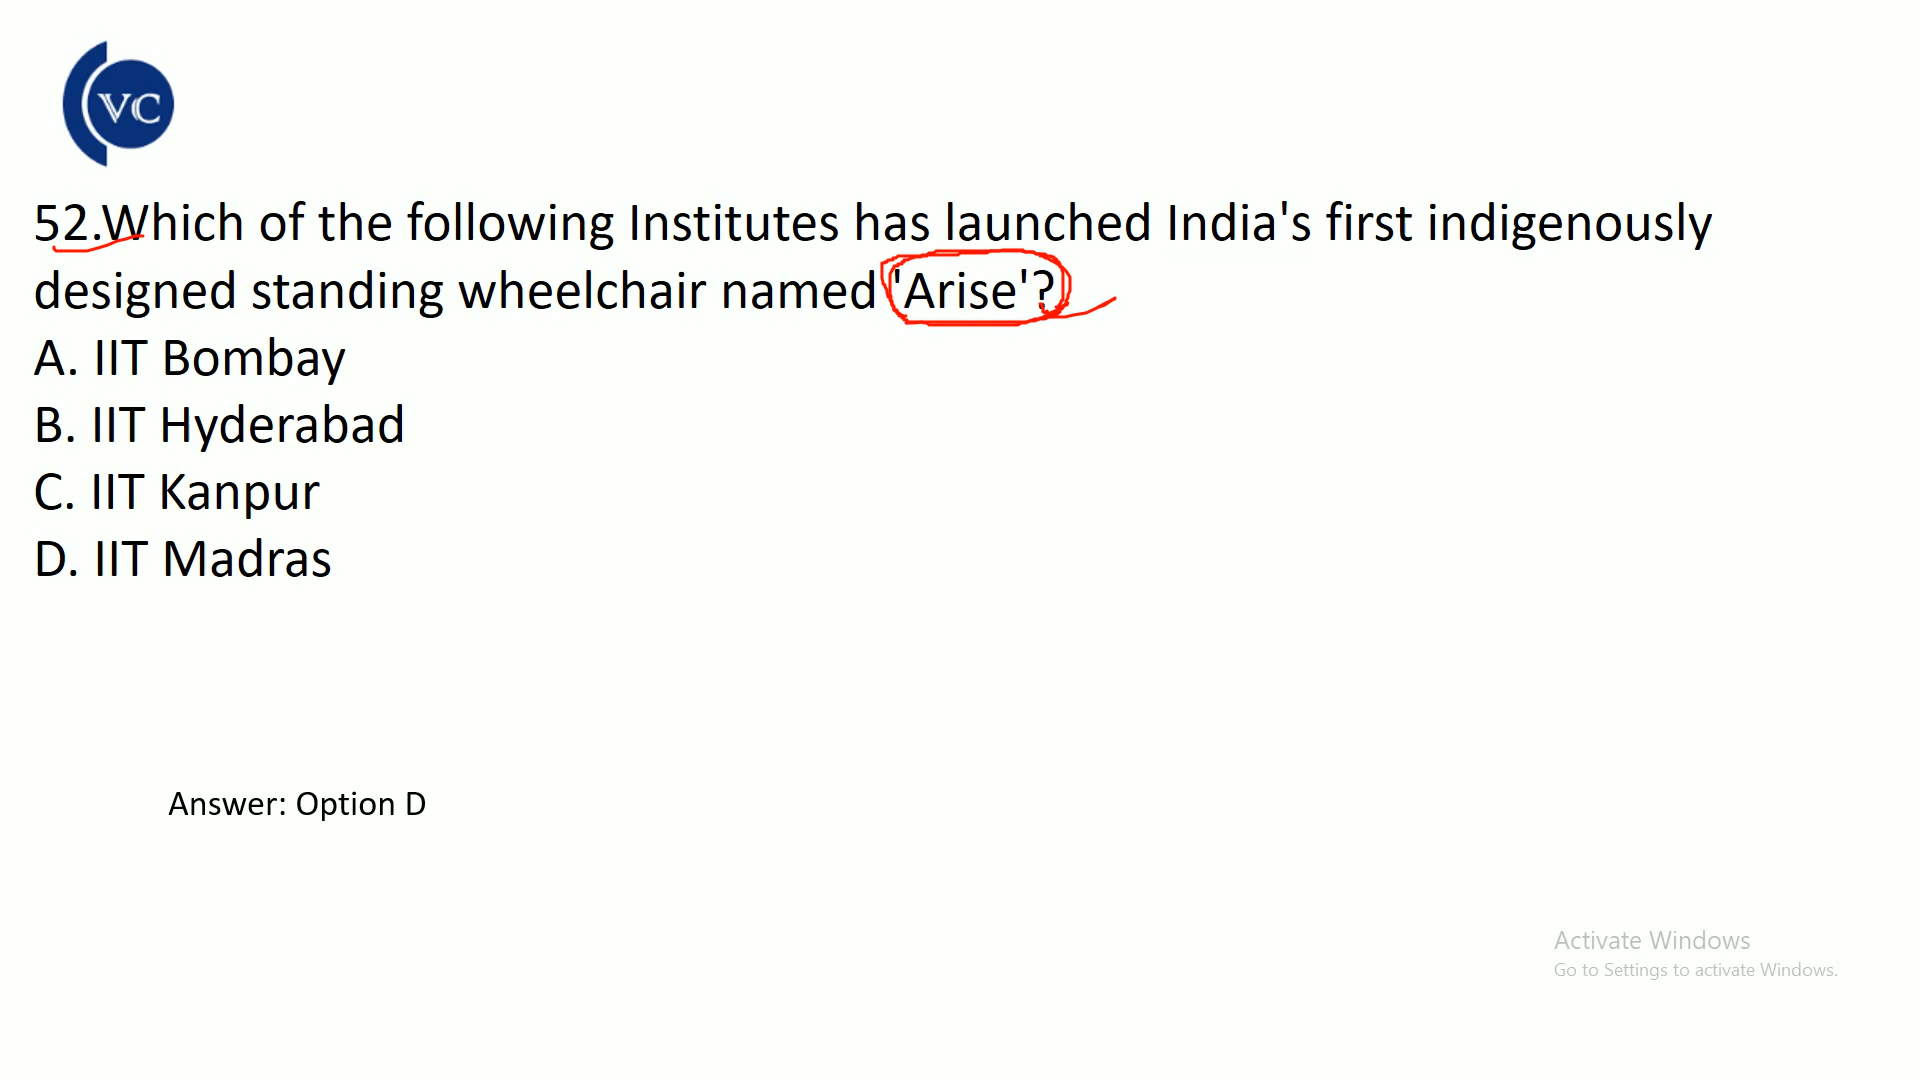 VC
52.Which of the following Institutes has launched India's first indigenously
designed standing wheelchair named 'Arise'?
A. IIT Bombay
B. IIT Hyderabad
C. IIT Kanpur
D. IIT Madras
Answer: Option D
Activate Windows
Go to Settings to activate Windows.